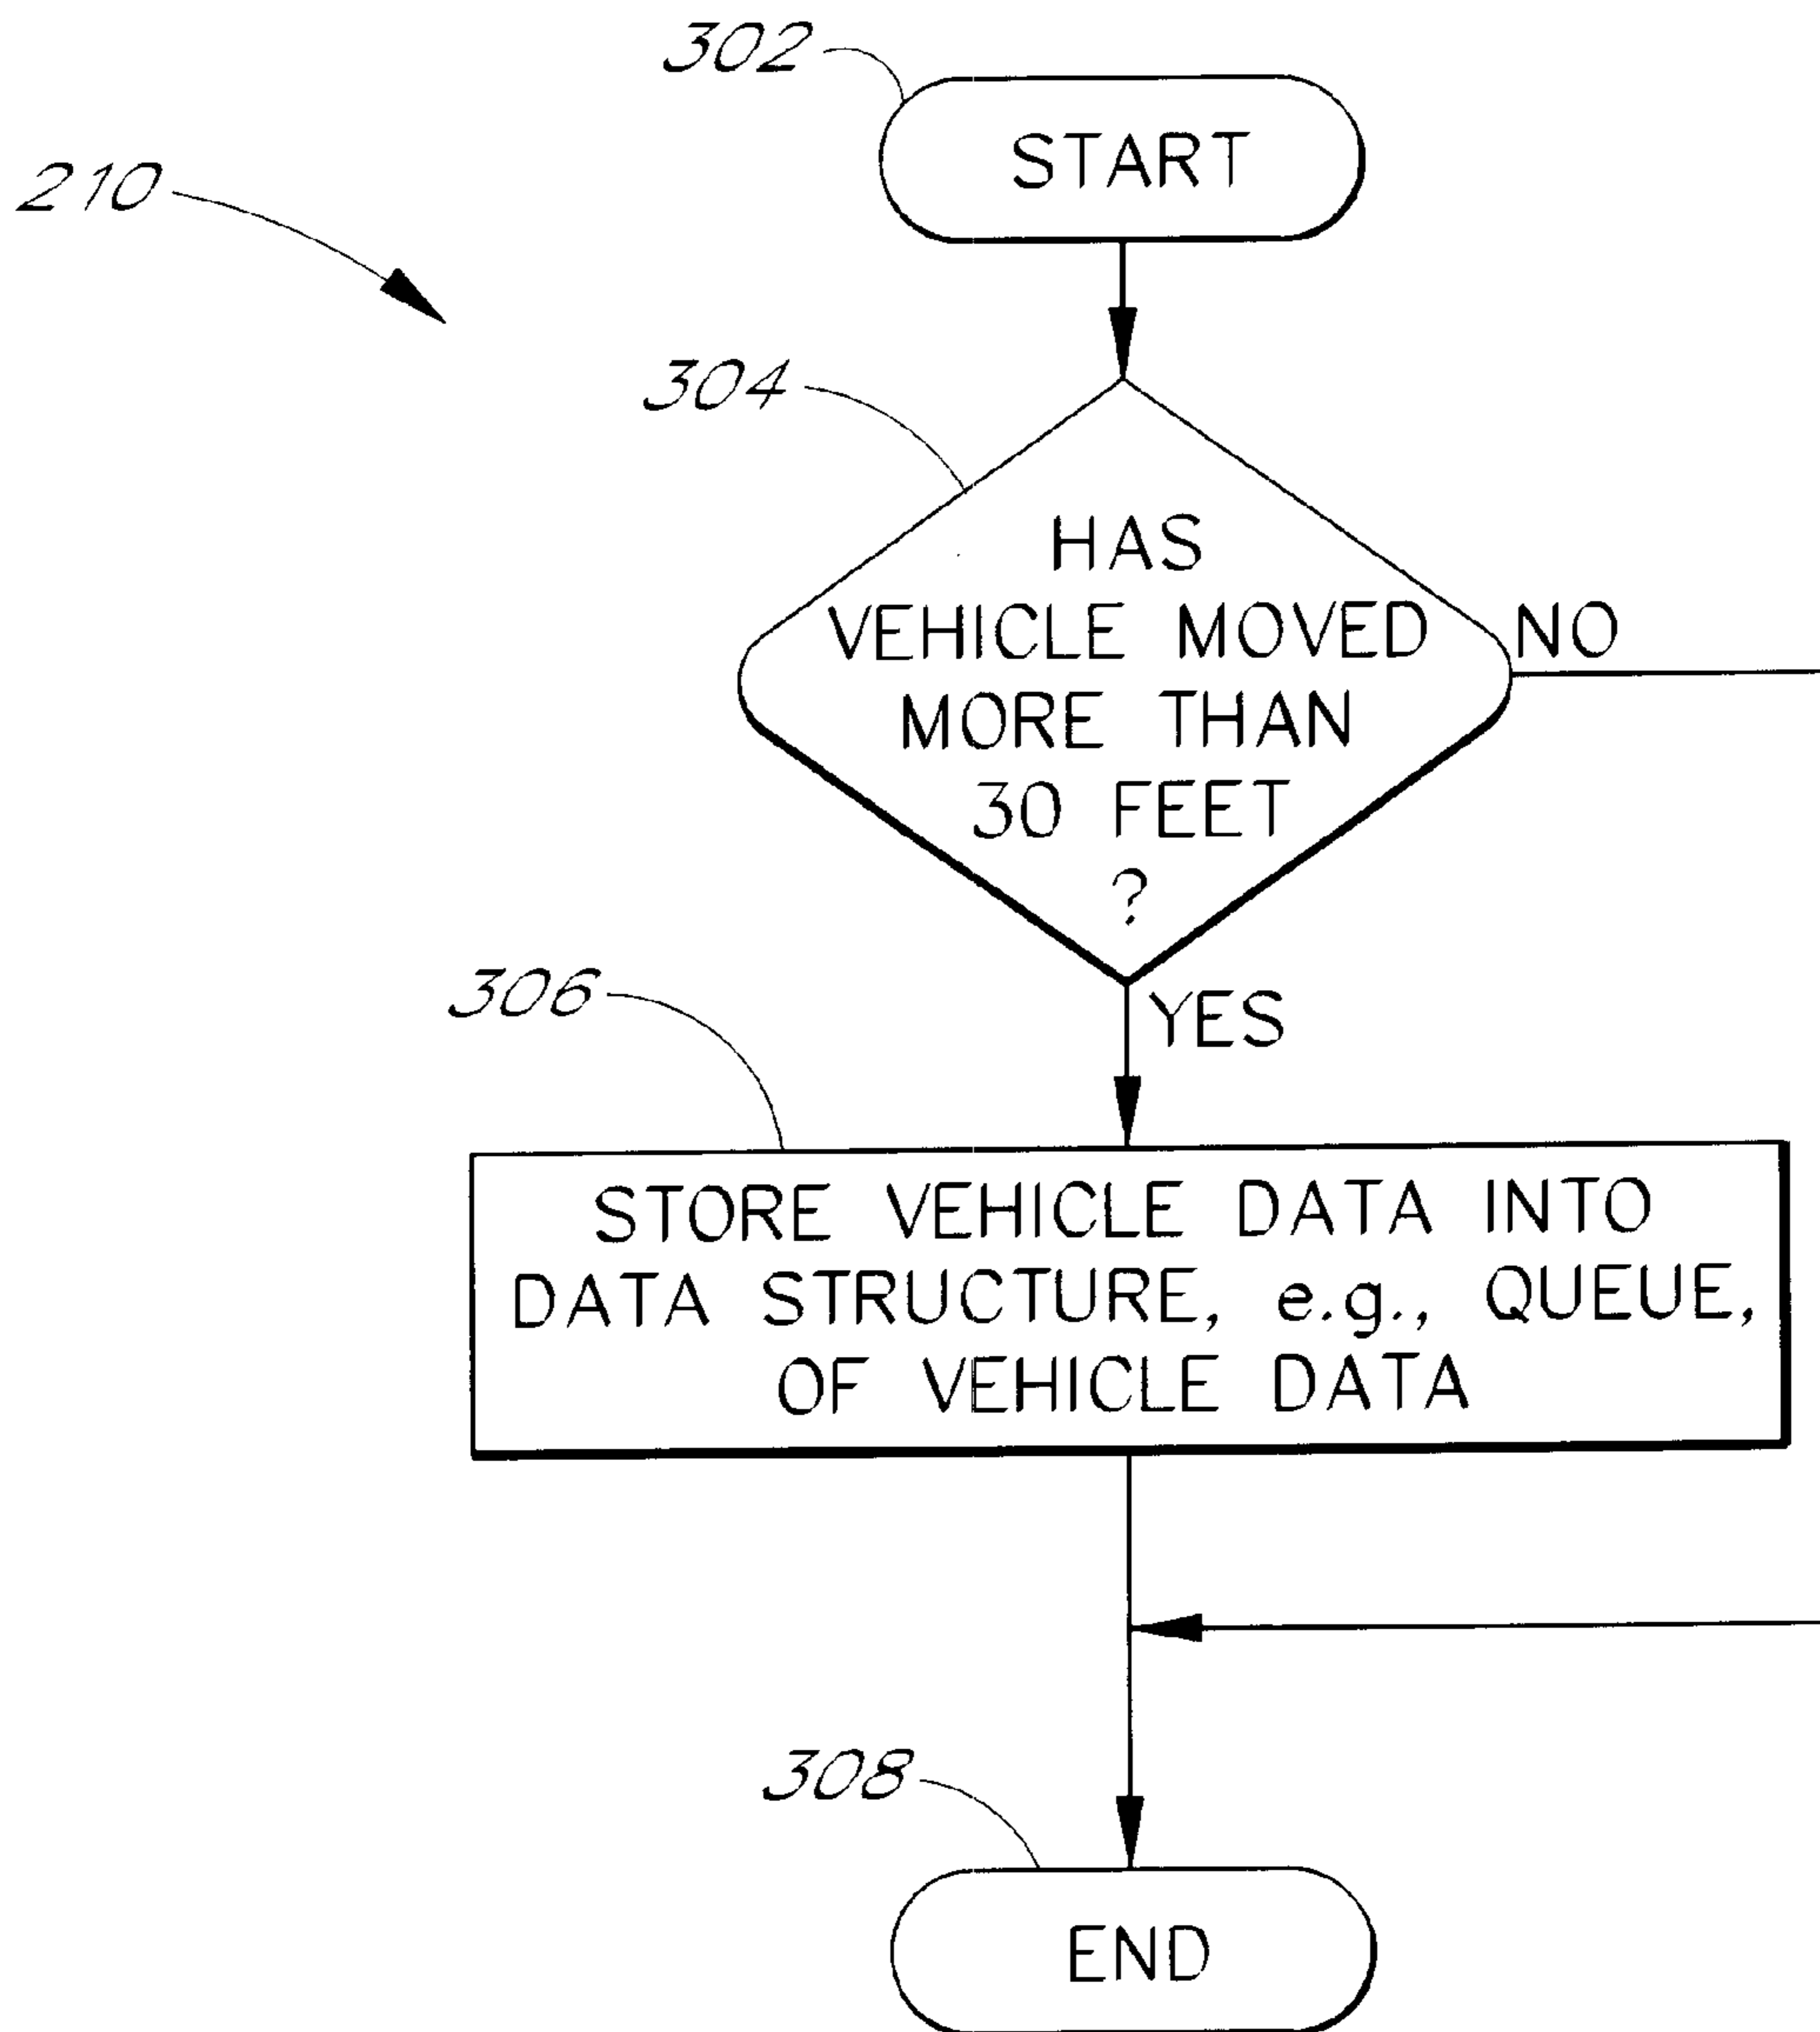 302
START
210
304
HAS
VEHICLE MOVED
MORE THAN
30 FEET
?
NO
YES
306
STORE VEHICLE DATA INTO
DATA STRUCTURE, e.g., QUEUE,
OF VEHICLE DATA
308
END